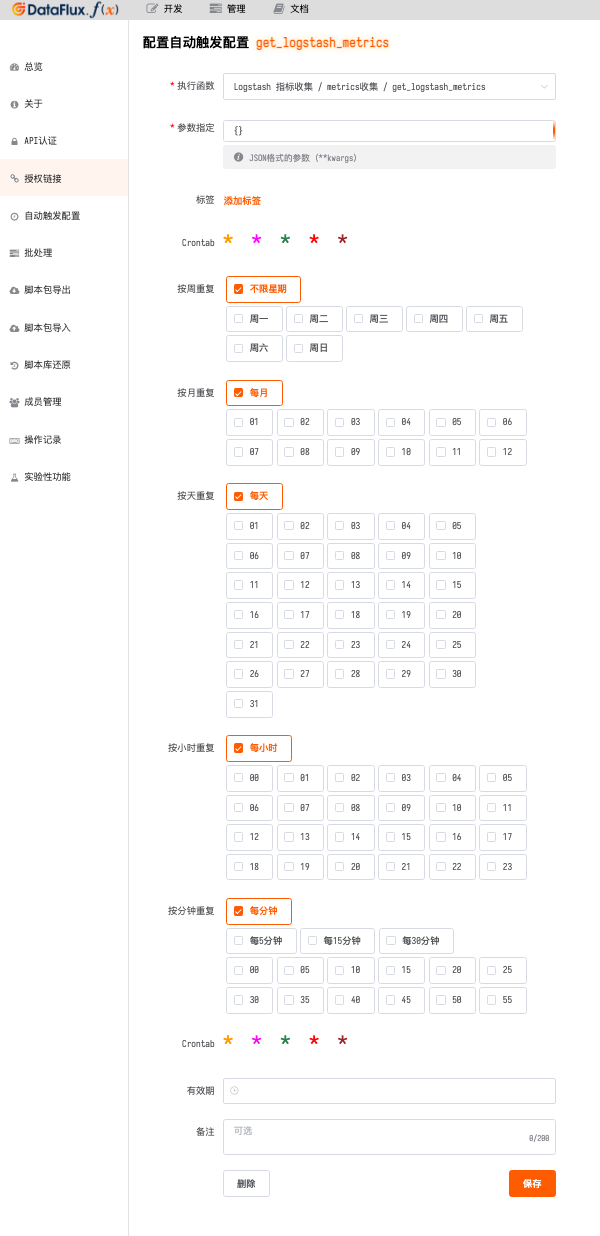 DataFlux.f(x) 开发 管理 文档
配置自动触发配置 get_logstash_metrics
总览
关于
API认证
授权链接
自动触发配置
批处理
脚本包导出
脚本包导入
脚本库还原
成员管理
操作记录
实验性功能
* 执行函数 Logstash 指标收集 / metrics收集 / get_logstash_metrics
* 参数指定 {}
JSON格式的参数 (**kwargs)
标签 添加标签
Crontab * * * * *
按周重复 不限星期
周一 周二 周三 周四 周五
周六 周日
按月重复 每月
01 02 03 04 05 06
07 08 09 10 11 12
按天重复 每天
01 02 03 04 05
06 07 08 09 10
11 12 13 14 15
16 17 18 19 20
21 22 23 24 25
26 27 28 29 30
31
按小时重复 每小时
00 01 02 03 04 05
06 07 08 09 10 11
12 13 14 15 16 17
18 19 20 21 22 23
按分钟重复 每分钟
每5分钟 每15分钟 每30分钟
00 05 10 15 20 25
30 35 40 45 50 55
Crontab * * * * *
有效期
备注 可选
0/200
删除 保存